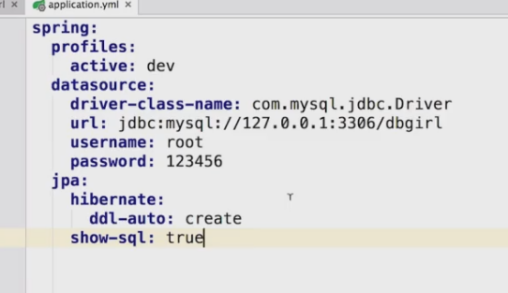 application.yml
spring:
  profiles:
    active: dev
  datasource:
    driver-class-name: com.mysql.jdbc.Driver
    url: jdbc:mysql://127.0.0.1:3306/dbgirl
    username: root
    password: 123456
  jpa:
    hibernate:
      ddl-auto: create
    show-sql: true